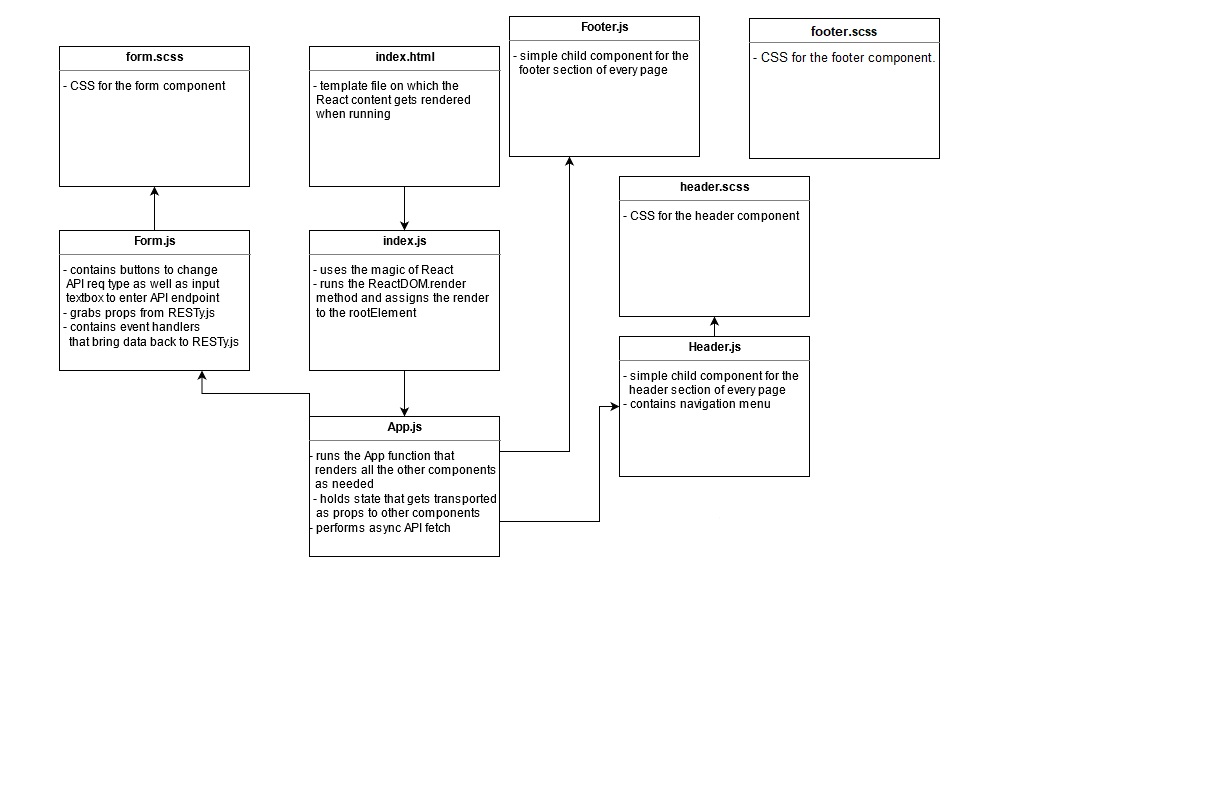 form.scss
- CSS for the form component
index.html
- template file on which the
React content gets rendered
when running
Footer.js
- simple child component for the
footer section of every page
footer.scss
- CSS for the footer component.
header.scss
- CSS for the header component
Form.js
- contains buttons to change
API req type as well as input
textbox to enter API endpoint
- grabs props from RESTy.js
- contains event handlers
that bring data back to RESTy.js
index.js
- uses the magic of React
- runs the ReactDOM.render
method and assigns the render
to the rootElement
Header.js
- simple child component for the
header section of every page
- contains navigation menu
App.js
- runs the App function that
renders all the other components
as needed
- holds state that gets transported
as props to other components
- performs async API fetch